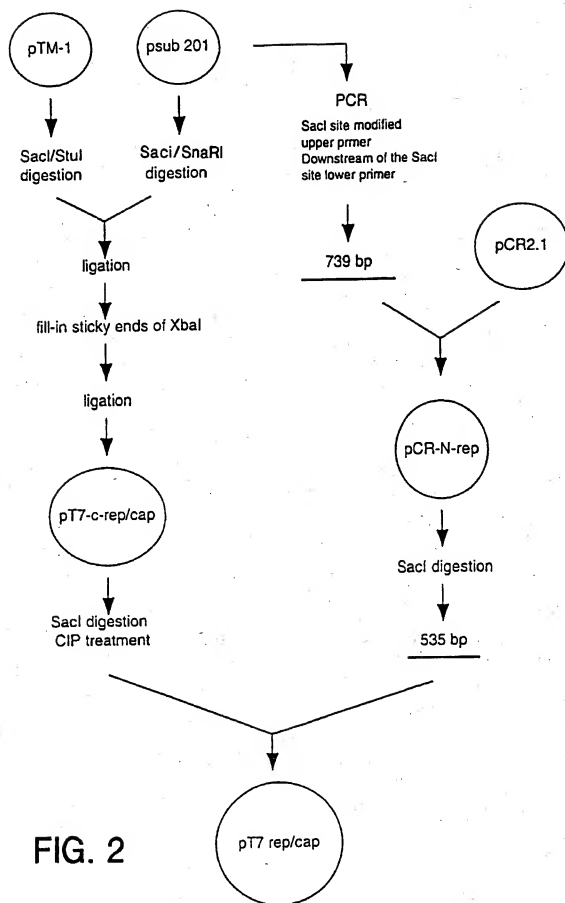 pTM-1
psub 201
SacI/StuI
digestion
Saci/SnaRI
digestion
PCR
SacI site modified
upper prmer
Downstream of the SacI
site lower primer
ligation
739 bp
pCR2.1
fill-in sticky ends of XbaI
ligation
pCR-N-rep
pT7-c-rep/cap
SacI digestion
SacI digestion
CIP treatment
535 bp
pT7 rep/cap
FIG. 2